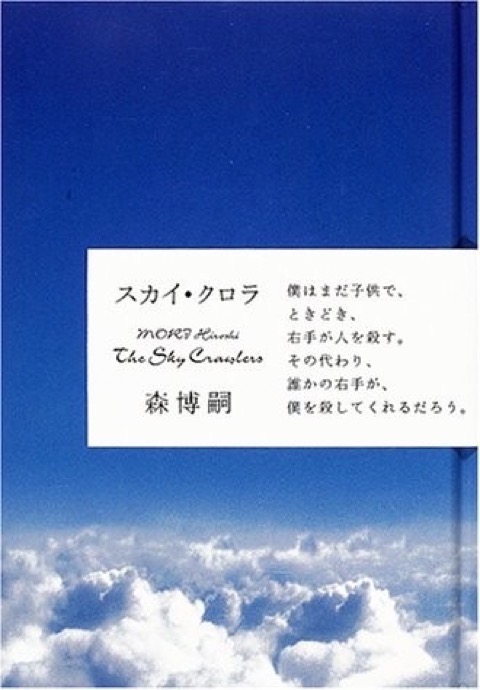 スカイ・クロラ
MORI Hiroshi
The Sky Crawlers
森博嗣
僕はまだ子供で、
ときどき、
右手が人を殺す。
その代わり、
誰かの右手が、
僕を殺してくれるだろう。